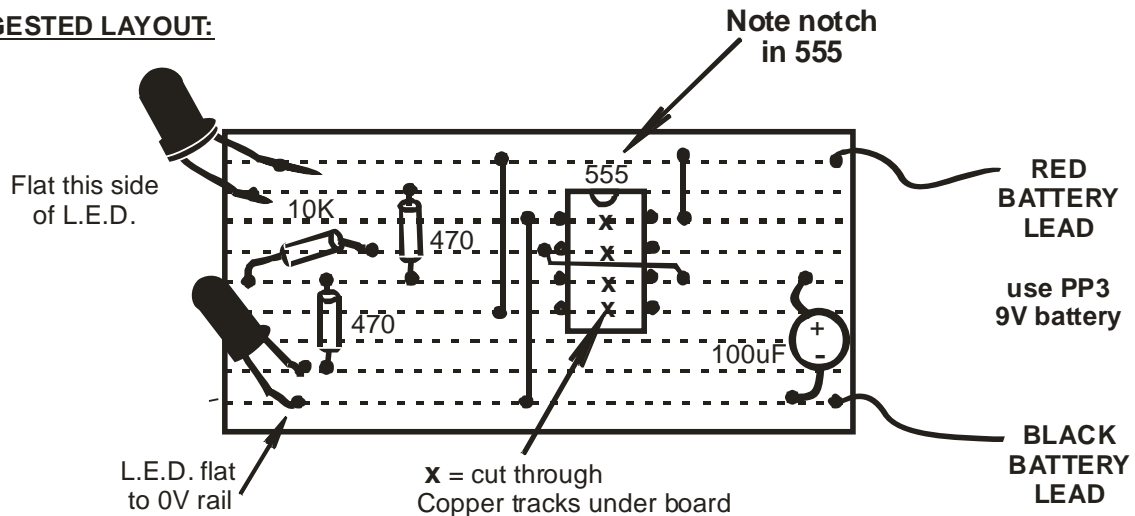 GESTED LAYOUT:
Note notch
in 555
Flat this side
of L.E.D.
10K
470
470
555
x
x
x
x
100uF
+
-
RED
BATTERY
LEAD
use PP3
9V battery
BLACK
BATTERY
LEAD
L.E.D. flat
to 0V rail
x = cut through
Copper tracks under board